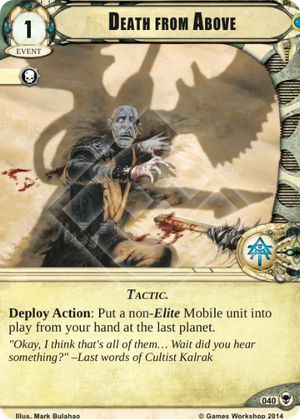 DEATH FROM ABOVE
1
EVENT
TACTIC.
Deploy Action: Put a non-Elite Mobile unit into
play from your hand at the last planet.
"Okay, I think that's all of them… Wait did you hear
something?" –Last words of Cultist Kalrak
040
Illus. Mark Bulahao
© Games Workshop 2014